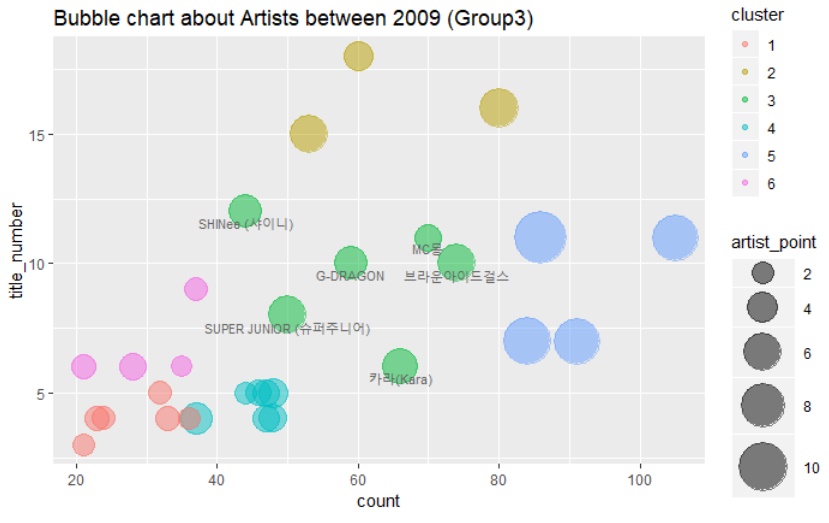 Bubble chart about Artists between 2009 (Group3)
title_number
15
10
5
SHINee (샤이니)
MC몽
G-DRAGON
브라운아이드걸스
SUPER JUNIOR (슈퍼주니어)
카라(Kara)
20
40
60
80
100
count
cluster
1
2
3
4
5
6
artist_point
2
4
6
8
10